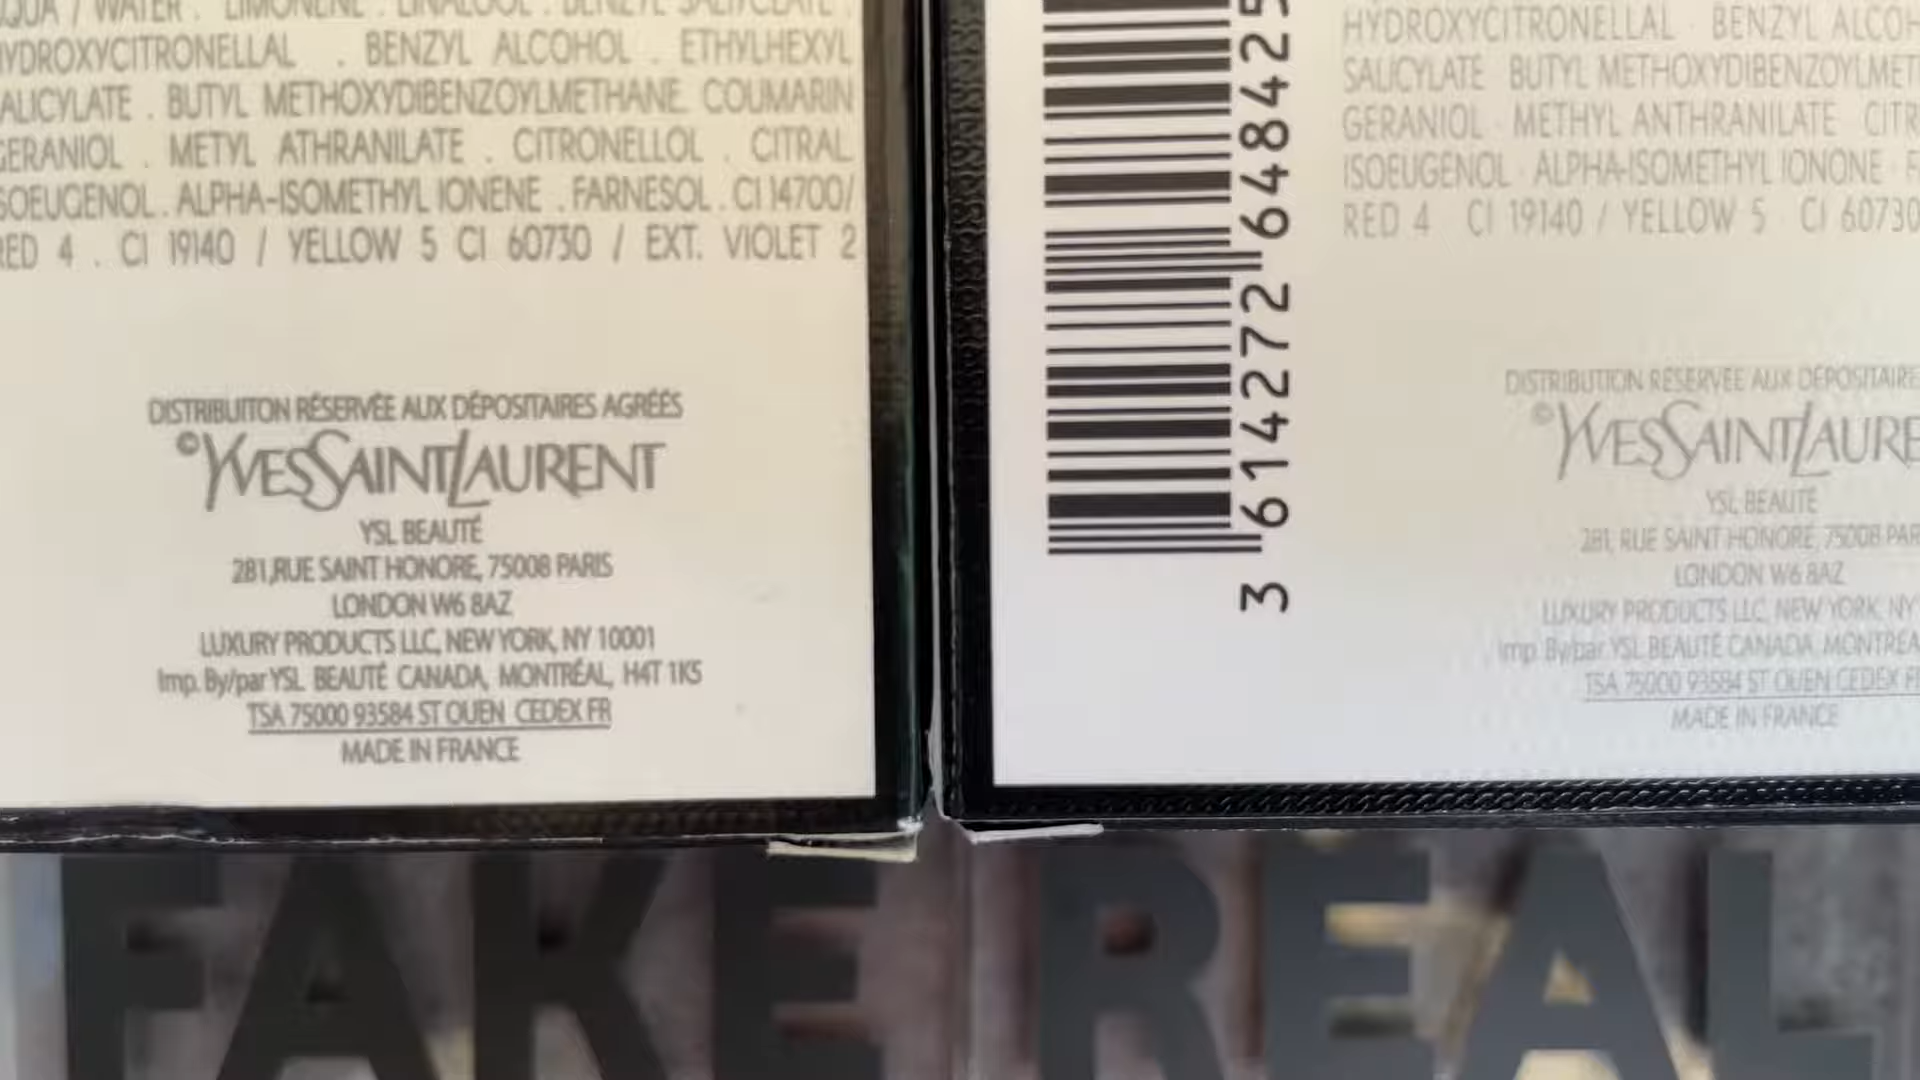 AQUA / WATER . LIMONENE . LINALOOL . BENZYL SALICYLATE .
HYDROXYCITRONELLAL . BENZYL ALCOHOL . ETHYLHEXYL
SALICYLATE . BUTYL METHOXYDIBENZOYLMETHANE. COUMARIN
GERANIOL . METYL ATHRANILATE . CITRONELLOL . CITRAL
ISOEUGENOL . ALPHA-ISOMETHYL IONENE . FARNESOL . CI 14700/
RED 4 . CI 19140 / YELLOW 5 CI 60730 / EXT. VIOLET 2
DISTRIBUITON RÉSERVÉE AUX DÉPOSITAIRES AGRÉÉS
©YVESSAINTLAURENT
YSL BEAUTÉ
281,RUE SAINT HONORE, 75008 PARIS
LONDON W6 8AZ
LUXURY PRODUCTS LLC, NEW YORK, NY 10001
Imp. By/par YSL BEAUTÉ CANADA, MONTRÉAL, H4T 1K5
TSA 75000 93584 ST OUEN CEDEX FR
MADE IN FRANCE
3 614272 648425
HYDROXYCITRONELLAL · BENZYL ALCOH
SALICYLATE BUTYL METHOXYDIBENZOYLMET
GERANIOL · METHYL ANTHRANILATE CITR
ISOEUGENOL · ALPHA-ISOMETHYL IONONE · F
RED 4 CI 19140 / YELLOW 5 · CI 60730
DISTRIBUTION RÉSERVÉE AUX DÉPOSITAIRE
©YVESSAINTLAURE
YSL BEAUTÉ
281, RUE SAINT HONORE, 75008 PAR
LONDON W6 8AZ
LUXURY PRODUCTS LLC, NEW YORK, NY
Imp. By/par YSL BEAUTÉ CANADA, MONTRÉA
TSA 75000 93584 ST OUEN CEDEX F
MADE IN FRANCE
FAKE REAL